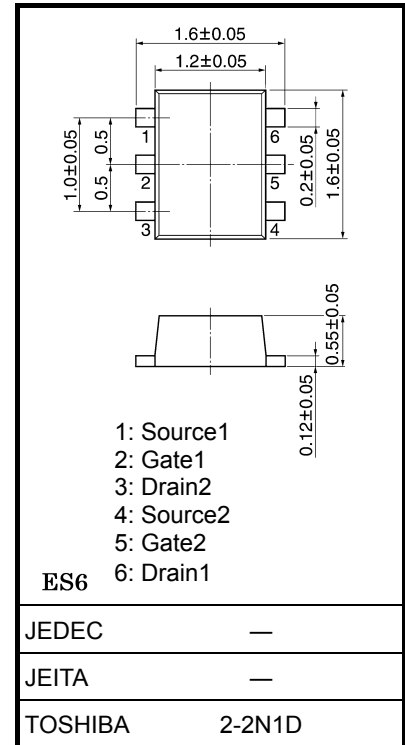 1.6±0.05
1.2±0.05
1.0±0.05
0.5
0.5
1
2
3
6
5
4
0.2±0.05
1.6±0.05
0.55±0.05
0.12±0.05
1: Source1
2: Gate1
3: Drain2
4: Source2
5: Gate2
6: Drain1
ES6
JEDEC —
JEITA —
TOSHIBA 2-2N1D